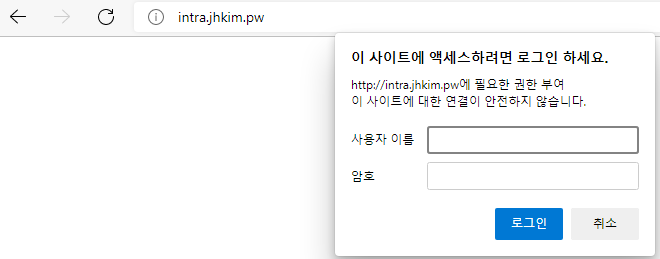 intra.jhkim.pw
이 사이트에 액세스하려면 로그인 하세요.
http://intra.jhkim.pw에 필요한 권한 부여
이 사이트에 대한 연결이 안전하지 않습니다.
사용자 이름
암호
로그인 취소